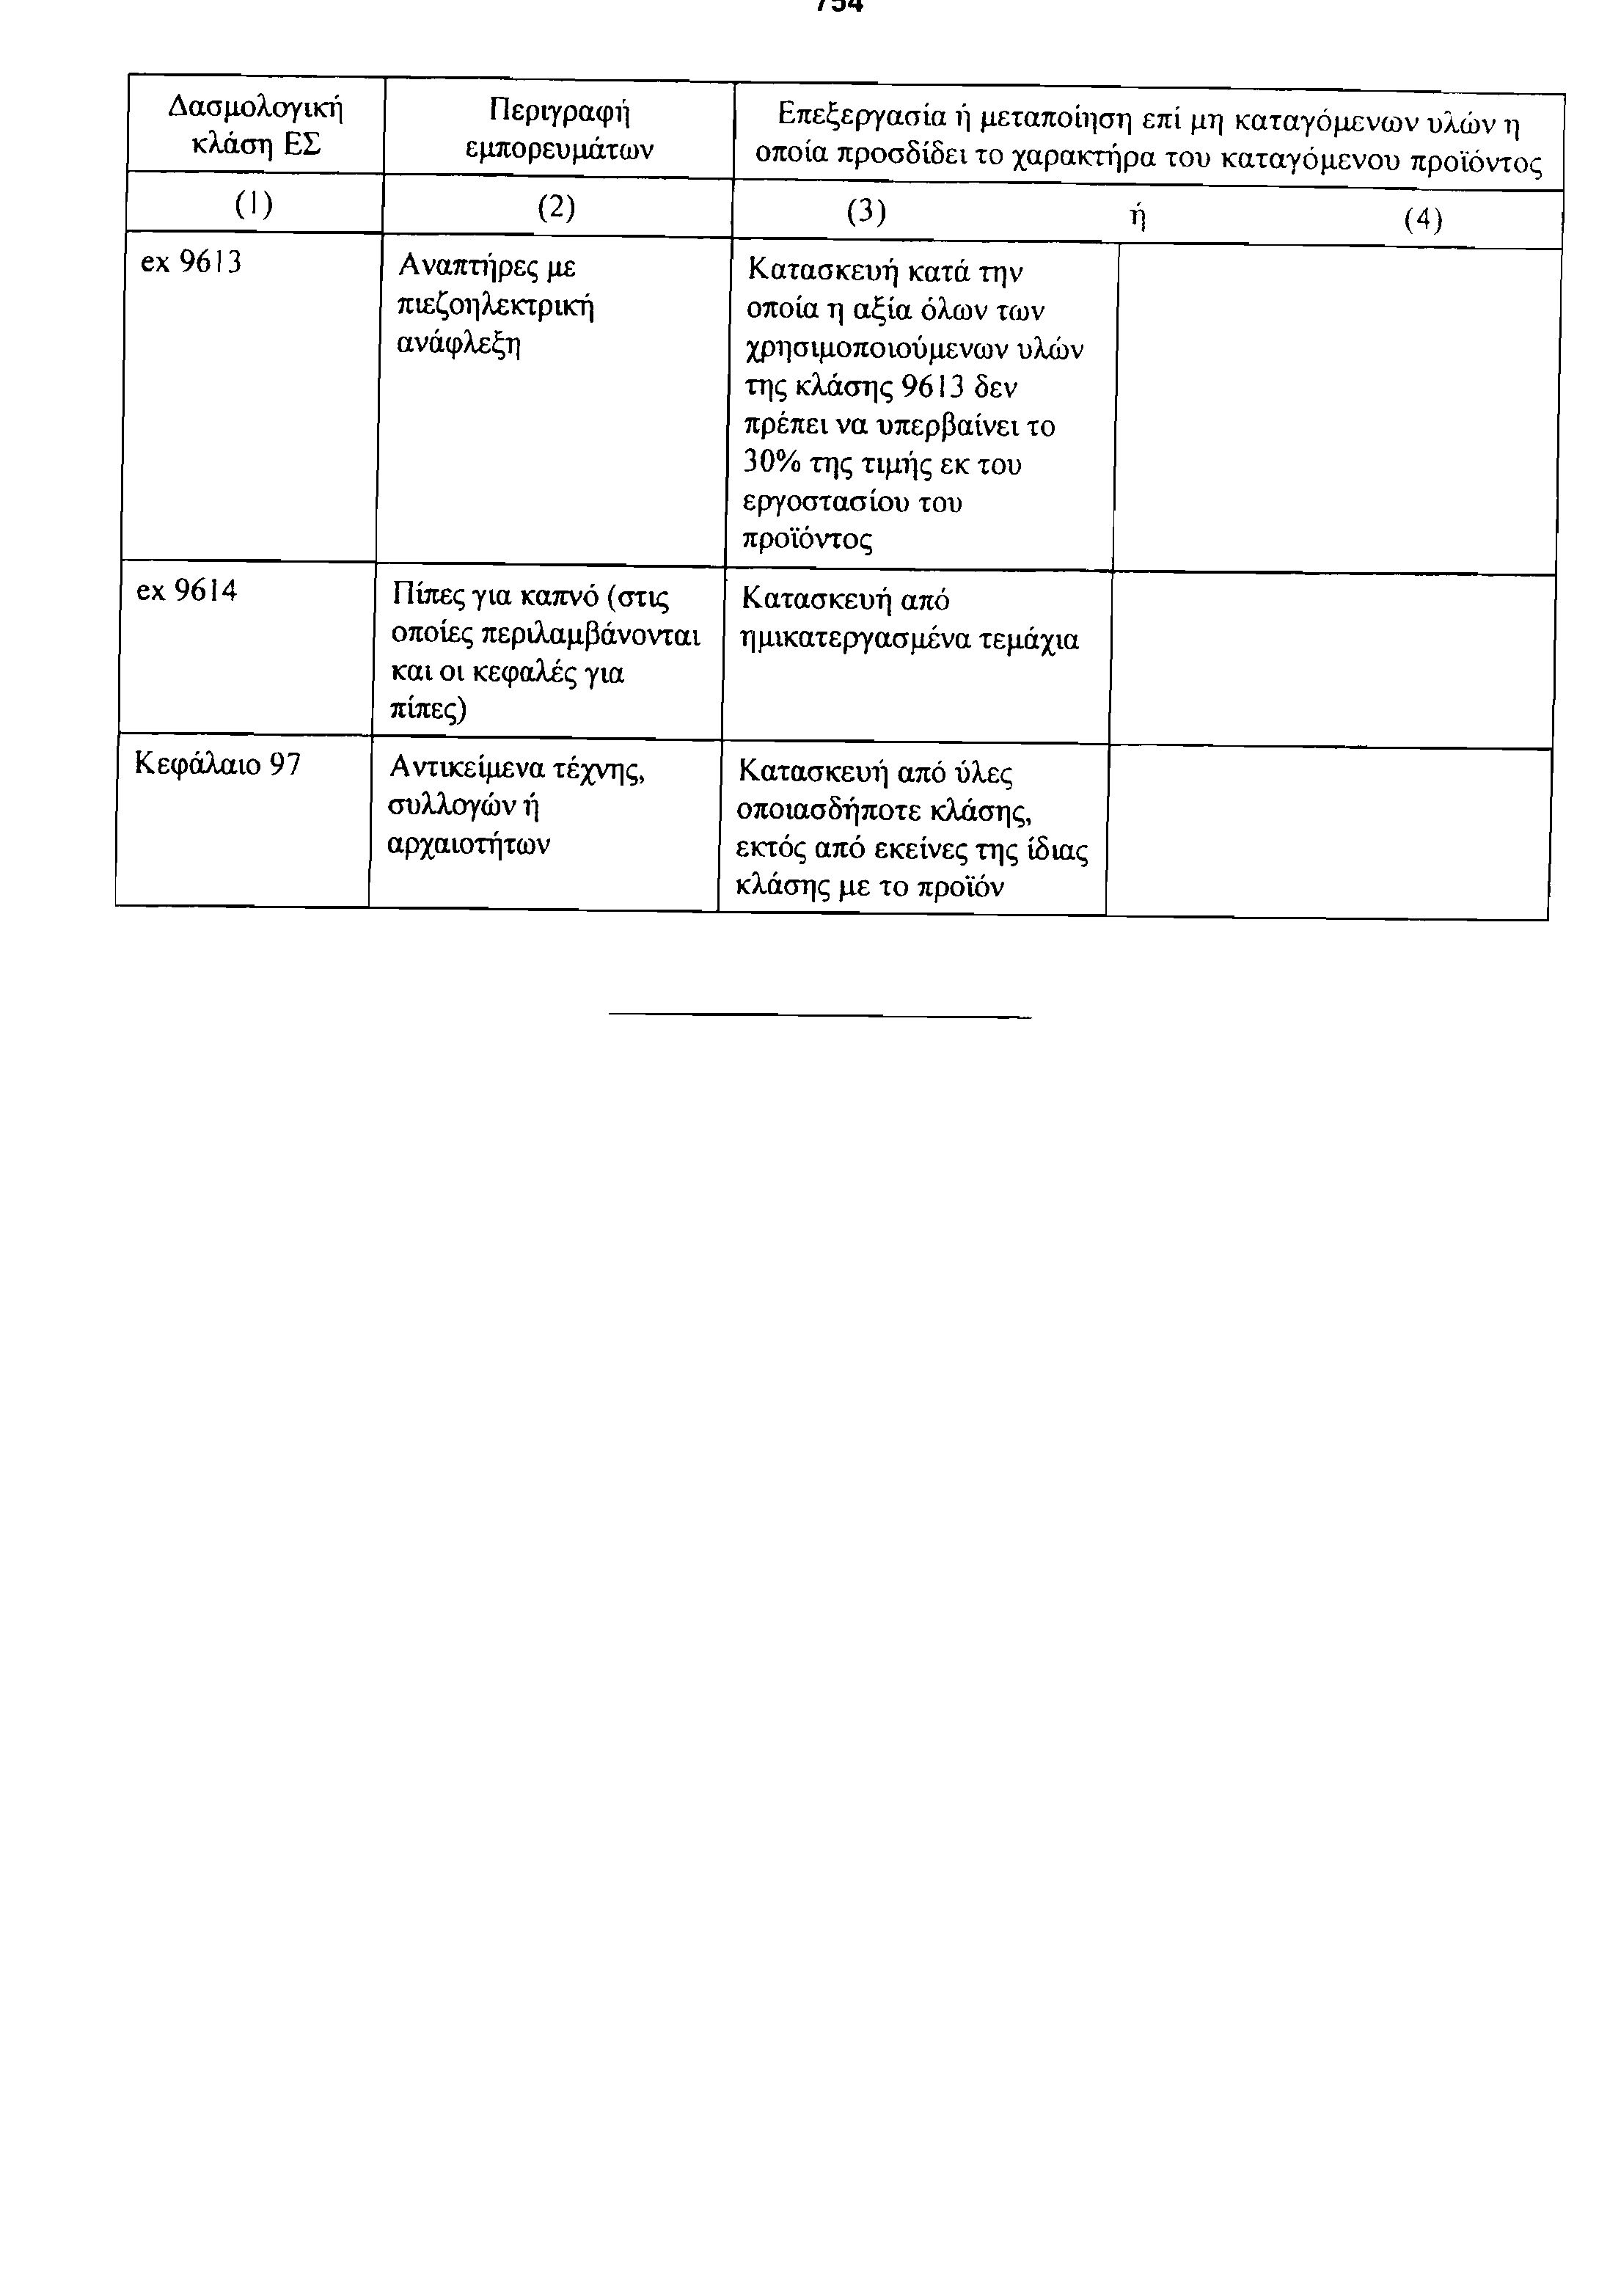 754
Δασμολογική
κλάση ΕΣ
Περιγραφή
εμπορευμάτων
Επεξεργασία ή μεταποίηση επί μη καταγόμενων υλών η
οποία προσδίδει το χαρακτήρα του καταγόμενου προϊόντος
(1)
(2)
(3) ή (4)
ex 9613
Αναπτήρες με
πιεζοηλεκτρική
ανάφλεξη
Κατασκευή κατά την
οποία η αξία όλων των
χρησιμοποιούμενων υλών
της κλάσης 9613 δεν
πρέπει να υπερβαίνει το
30% της τιμής εκ του
εργοστασίου του
προϊόντος
ex 9614
Πίπες για καπνό (στις
οποίες περιλαμβάνονται
και οι κεφαλές για
πίπες)
Κατασκευή από
ημικατεργασμένα τεμάχια
Κεφάλαιο 97
Αντικείμενα τέχνης,
συλλογών ή
αρχαιοτήτων
Κατασκευή από ύλες
οποιασδήποτε κλάσης,
εκτός από εκείνες της ίδιας
κλάσης με το προϊόν